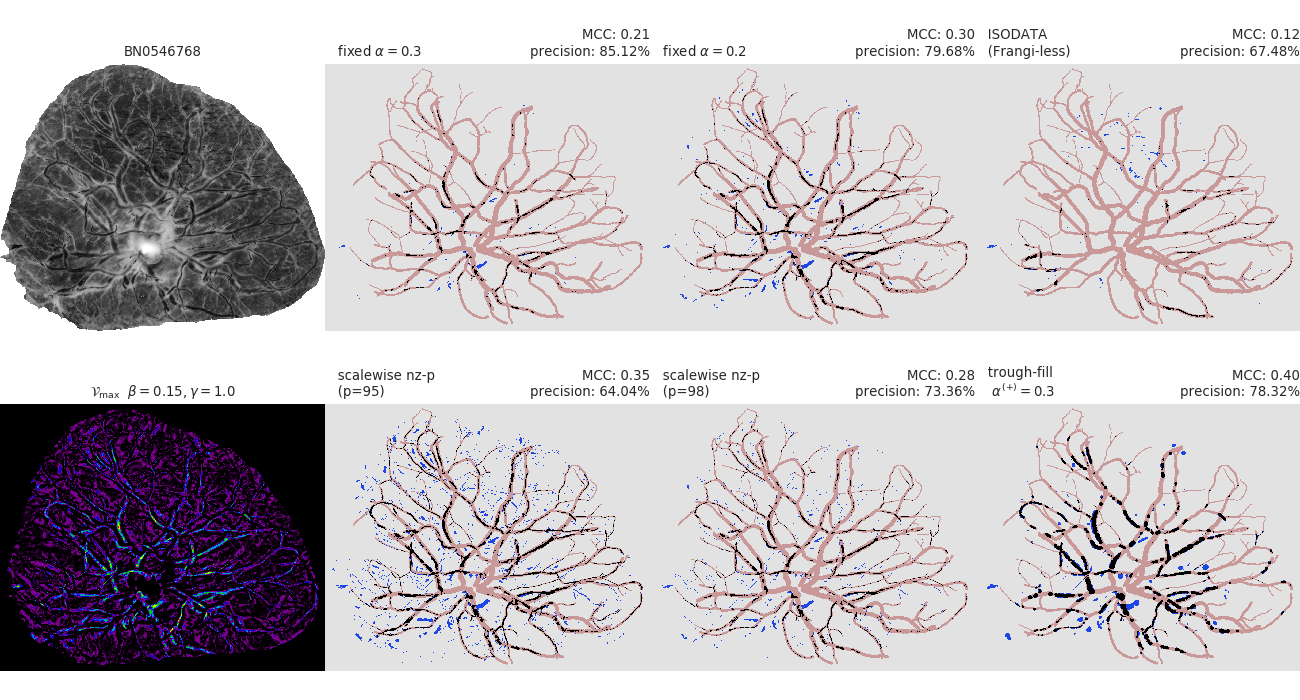 BN0546768
fixed α = 0.3
MCC: 0.21
precision: 85.12%
fixed α = 0.2
MCC: 0.30
precision: 79.68%
ISODATA
(Frangi-less)
MCC: 0.12
precision: 67.48%
𝒱max β = 0.15, γ = 1.0
scalewise nz-p
(p=95)
MCC: 0.35
precision: 64.04%
scalewise nz-p
(p=98)
MCC: 0.28
precision: 73.36%
trough-fill
α(+) = 0.3
MCC: 0.40
precision: 78.32%